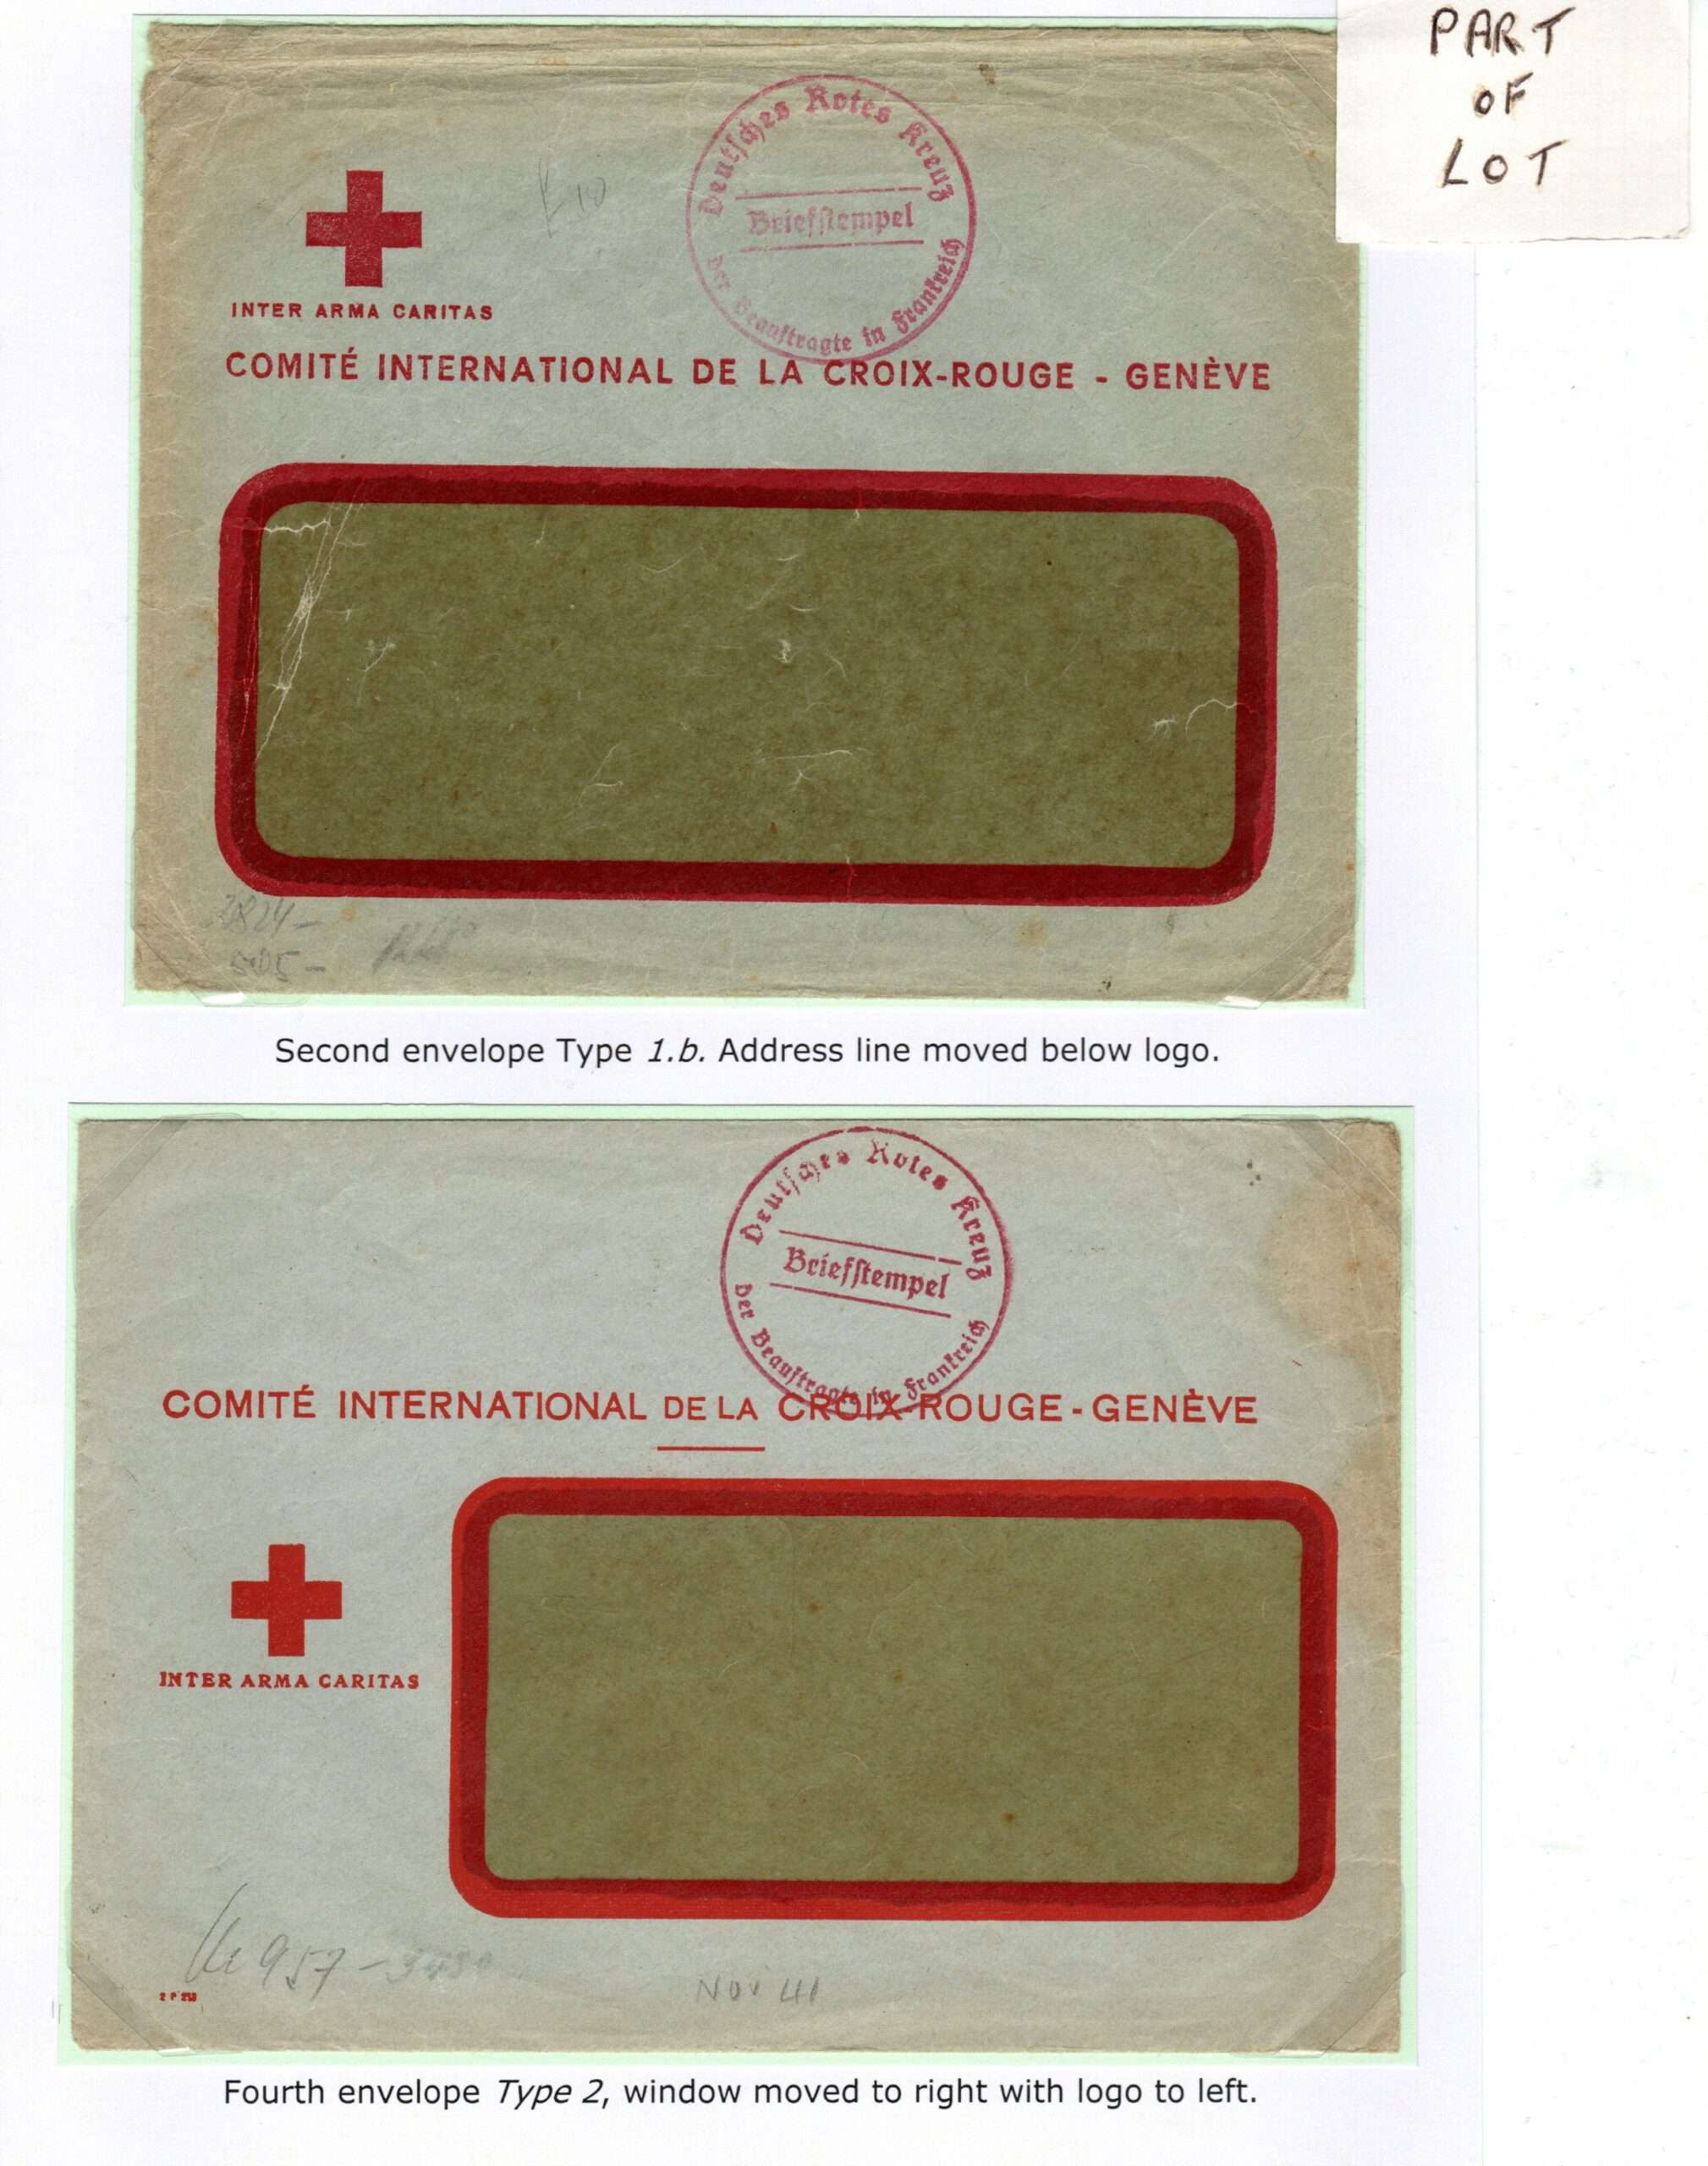 PART
OF
LOT
Deutsches Rotes Kreuz
Briefstempel
Der Beauftragte in Frankreich
INTER ARMA CARITAS
COMITÉ INTERNATIONAL DE LA CROIX-ROUGE - GENÈVE
505-
Second envelope Type 1.b. Address line moved below logo.
Deutsches Rotes Kreuz
Briefstempel
Der Beauftragte in Frankreich
COMITÉ INTERNATIONAL DE LA CROIX-ROUGE - GENÈVE
INTER ARMA CARITAS
957-
NOV 41
Fourth envelope Type 2, window moved to right with logo to left.